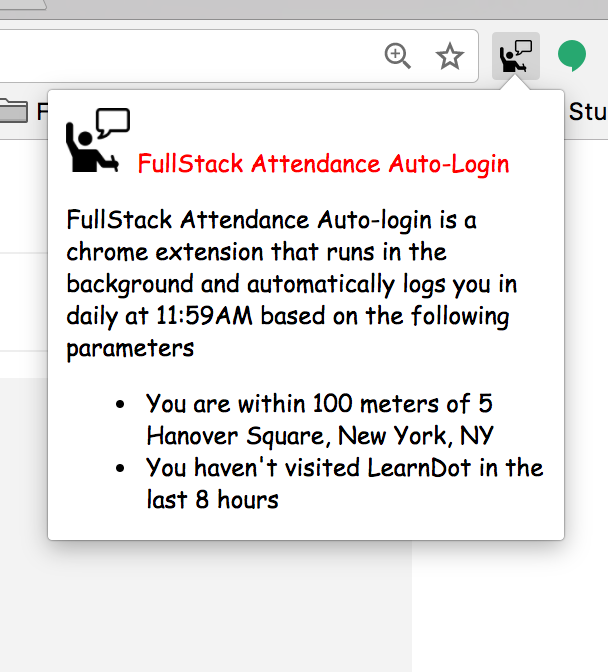 F
Stu
FullStack Attendance Auto-Login
FullStack Attendance Auto-login is a
chrome extension that runs in the
background and automatically logs you in
daily at 11:59AM based on the following
parameters
• You are within 100 meters of 5
Hanover Square, New York, NY
• You haven't visited LearnDot in the
last 8 hours